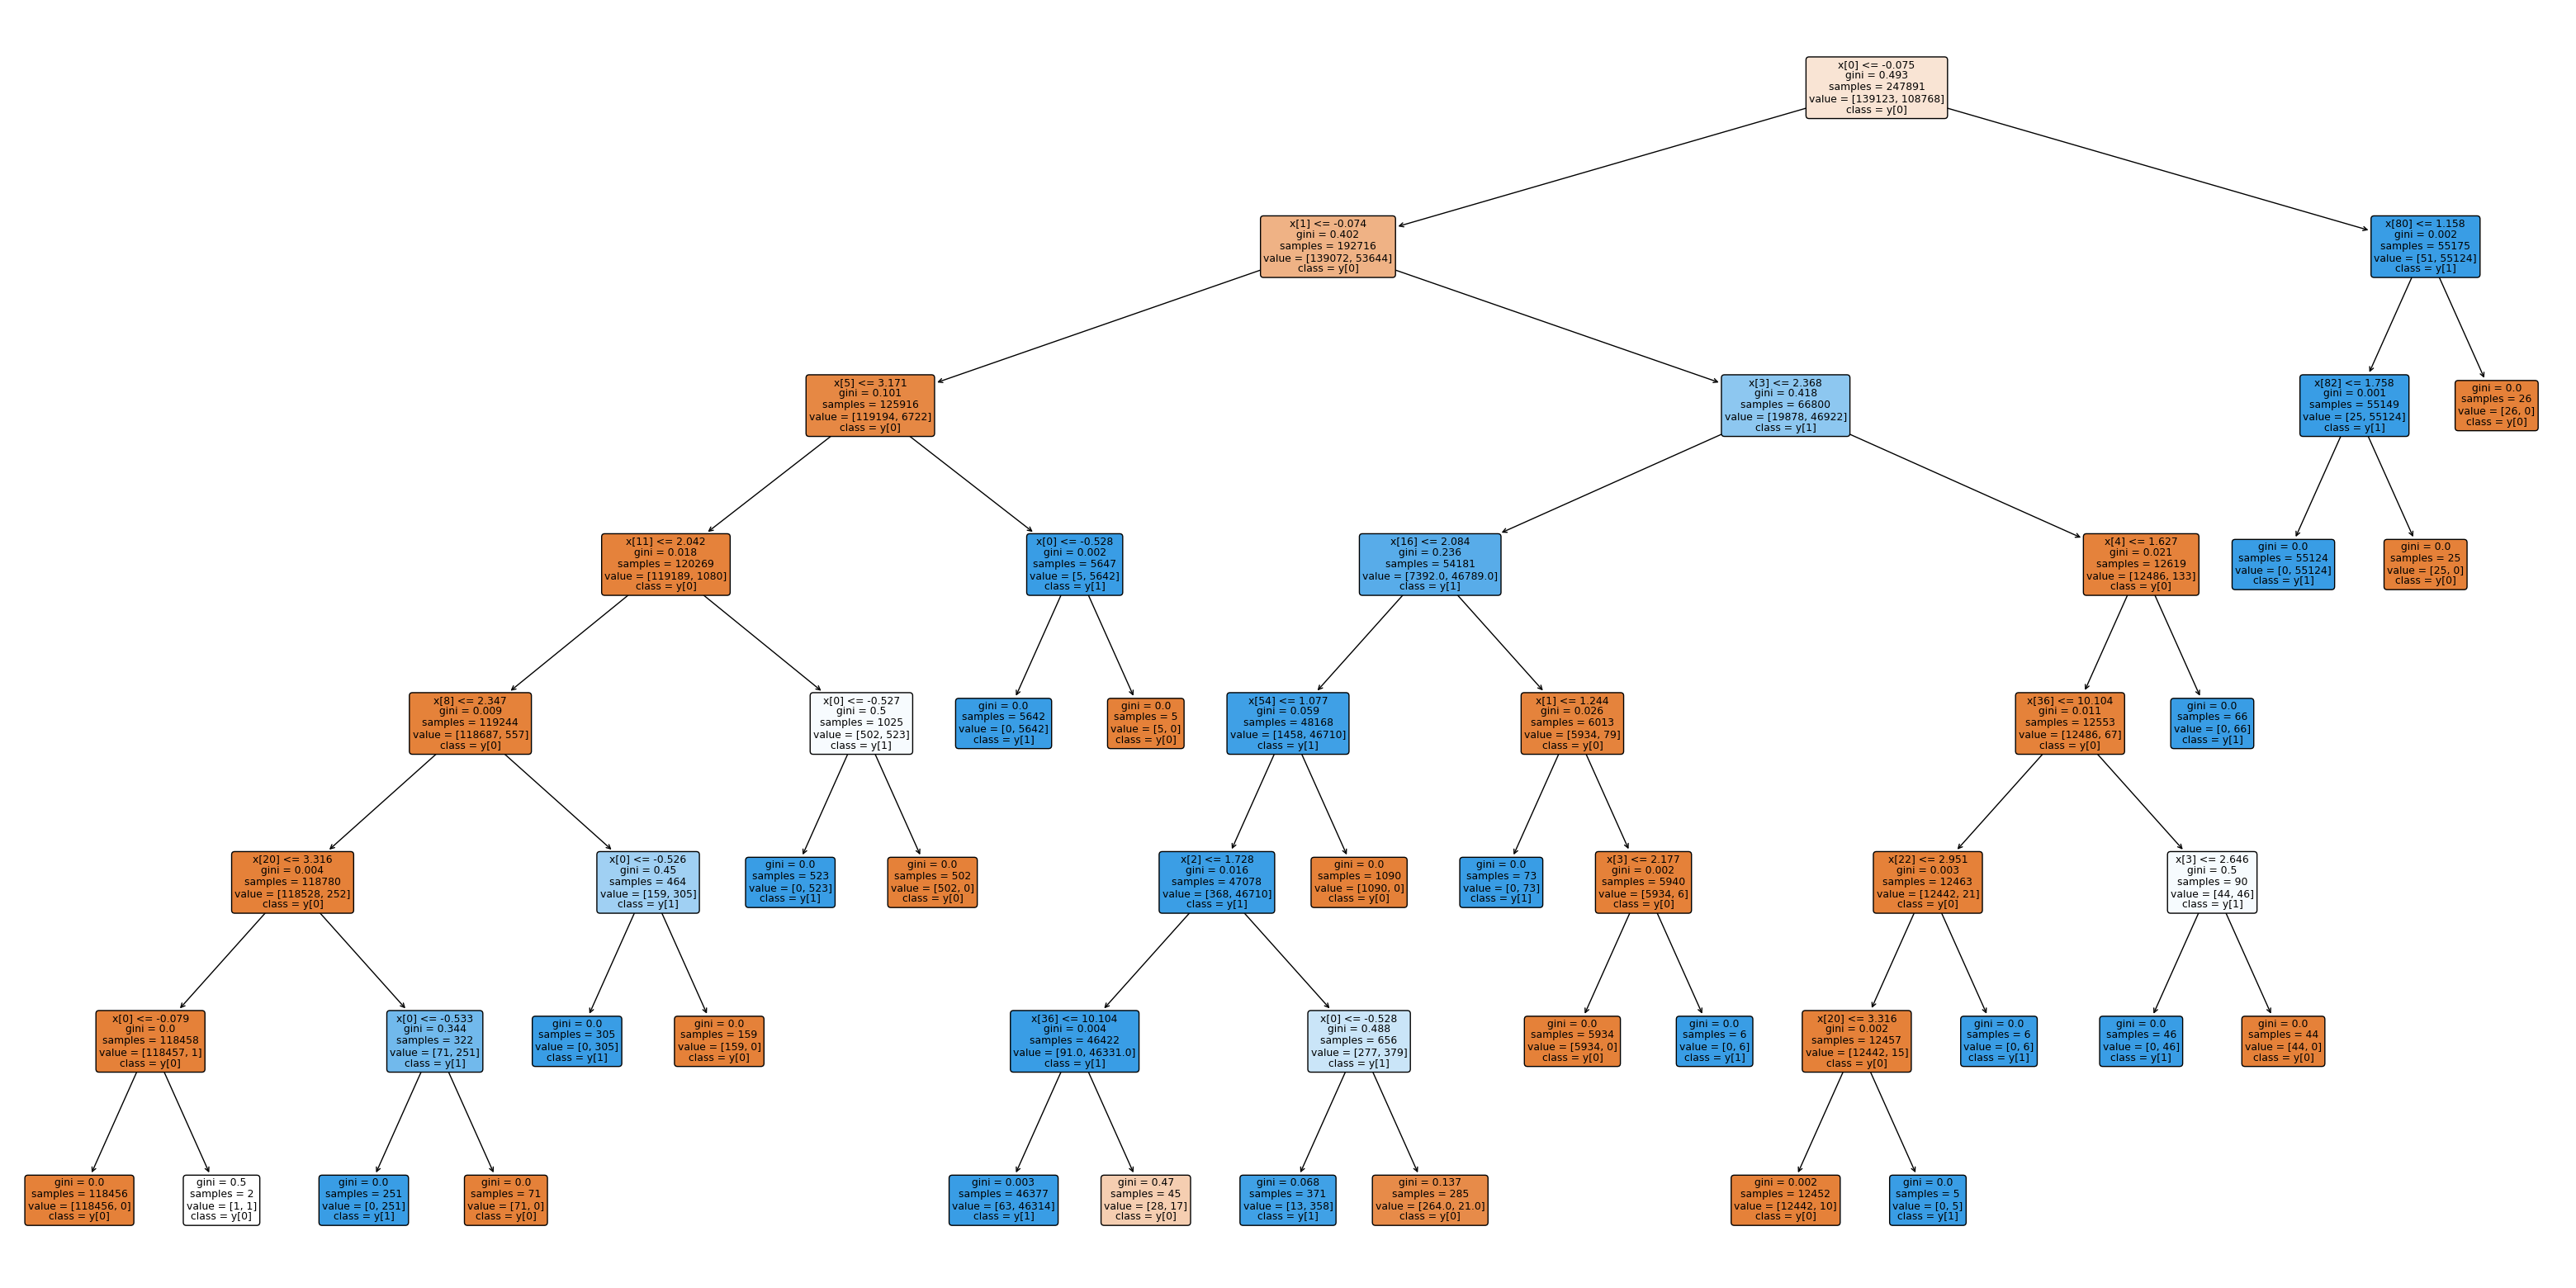 x[0] <= -0.075
gini = 0.493
samples = 247891
value = [139123, 108768]
class = y[0]
x[1] <= -0.074
gini = 0.402
samples = 192716
value = [139072, 53644]
class = y[0]
x[80] <= 1.158
gini = 0.002
samples = 55175
value = [51, 55124]
class = y[1]
x[5] <= 3.171
gini = 0.101
samples = 125916
value = [119194, 6722]
class = y[0]
x[3] <= 2.368
gini = 0.418
samples = 66800
value = [19878, 46922]
class = y[1]
x[82] <= 1.758
gini = 0.001
samples = 55149
value = [25, 55124]
class = y[1]
gini = 0.0
samples = 26
value = [26, 0]
class = y[0]
x[11] <= 2.042
gini = 0.018
samples = 120269
value = [119189, 1080]
class = y[0]
x[0] <= -0.528
gini = 0.002
samples = 5647
value = [5, 5642]
class = y[1]
x[16] <= 2.084
gini = 0.236
samples = 54181
value = [7392.0, 46789.0]
class = y[1]
x[4] <= 1.627
gini = 0.021
samples = 12619
value = [12486, 133]
class = y[0]
gini = 0.0
samples = 55124
value = [0, 55124]
class = y[1]
gini = 0.0
samples = 25
value = [25, 0]
class = y[0]
x[8] <= 2.347
gini = 0.009
samples = 119244
value = [118687, 557]
class = y[0]
x[0] <= -0.527
gini = 0.5
samples = 1025
value = [502, 523]
class = y[1]
gini = 0.0
samples = 5642
value = [0, 5642]
class = y[1]
gini = 0.0
samples = 5
value = [5, 0]
class = y[0]
x[54] <= 1.077
gini = 0.059
samples = 48168
value = [1458, 46710]
class = y[1]
x[1] <= 1.244
gini = 0.026
samples = 6013
value = [5934, 79]
class = y[0]
x[36] <= 10.104
gini = 0.011
samples = 12553
value = [12486, 67]
class = y[0]
gini = 0.0
samples = 66
value = [0, 66]
class = y[1]
x[20] <= 3.316
gini = 0.004
samples = 118780
value = [118528, 252]
class = y[0]
x[0] <= -0.526
gini = 0.45
samples = 464
value = [159, 305]
class = y[1]
gini = 0.0
samples = 523
value = [0, 523]
class = y[1]
gini = 0.0
samples = 502
value = [502, 0]
class = y[0]
x[2] <= 1.728
gini = 0.016
samples = 47078
value = [368, 46710]
class = y[1]
gini = 0.0
samples = 1090
value = [1090, 0]
class = y[0]
gini = 0.0
samples = 73
value = [0, 73]
class = y[1]
x[3] <= 2.177
gini = 0.002
samples = 5940
value = [5934, 6]
class = y[0]
x[22] <= 2.951
gini = 0.003
samples = 12463
value = [12442, 21]
class = y[0]
x[3] <= 2.646
gini = 0.5
samples = 90
value = [44, 46]
class = y[1]
x[0] <= -0.079
gini = 0.0
samples = 118458
value = [118457, 1]
class = y[0]
x[0] <= -0.533
gini = 0.344
samples = 322
value = [71, 251]
class = y[1]
gini = 0.0
samples = 305
value = [0, 305]
class = y[1]
gini = 0.0
samples = 159
value = [159, 0]
class = y[0]
x[36] <= 10.104
gini = 0.004
samples = 46422
value = [91.0, 46331.0]
class = y[1]
x[0] <= -0.528
gini = 0.488
samples = 656
value = [277, 379]
class = y[1]
gini = 0.0
samples = 5934
value = [5934, 0]
class = y[0]
gini = 0.0
samples = 6
value = [0, 6]
class = y[1]
x[20] <= 3.316
gini = 0.002
samples = 12457
value = [12442, 15]
class = y[0]
gini = 0.0
samples = 6
value = [0, 6]
class = y[1]
gini = 0.0
samples = 46
value = [0, 46]
class = y[1]
gini = 0.0
samples = 44
value = [44, 0]
class = y[0]
gini = 0.0
samples = 118456
value = [118456, 0]
class = y[0]
gini = 0.5
samples = 2
value = [1, 1]
class = y[0]
gini = 0.0
samples = 251
value = [0, 251]
class = y[1]
gini = 0.0
samples = 71
value = [71, 0]
class = y[0]
gini = 0.003
samples = 46377
value = [63, 46314]
class = y[1]
gini = 0.47
samples = 45
value = [28, 17]
class = y[0]
gini = 0.068
samples = 371
value = [13, 358]
class = y[1]
gini = 0.137
samples = 285
value = [264.0, 21.0]
class = y[0]
gini = 0.002
samples = 12452
value = [12442, 10]
class = y[0]
gini = 0.0
samples = 5
value = [0, 5]
class = y[1]